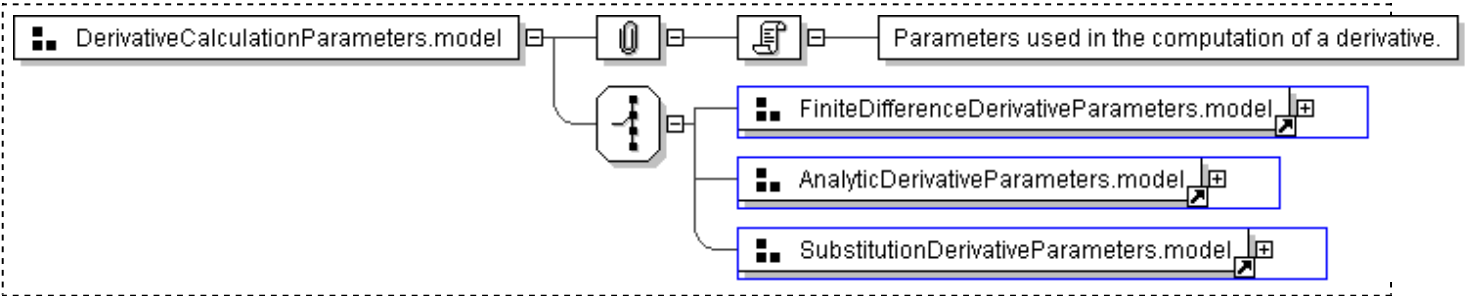 DerivativeCalculationParameters.model
Parameters used in the computation of a derivative.
FiniteDifferenceDerivativeParameters.model
AnalyticDerivativeParameters.model
SubstitutionDerivativeParameters.model